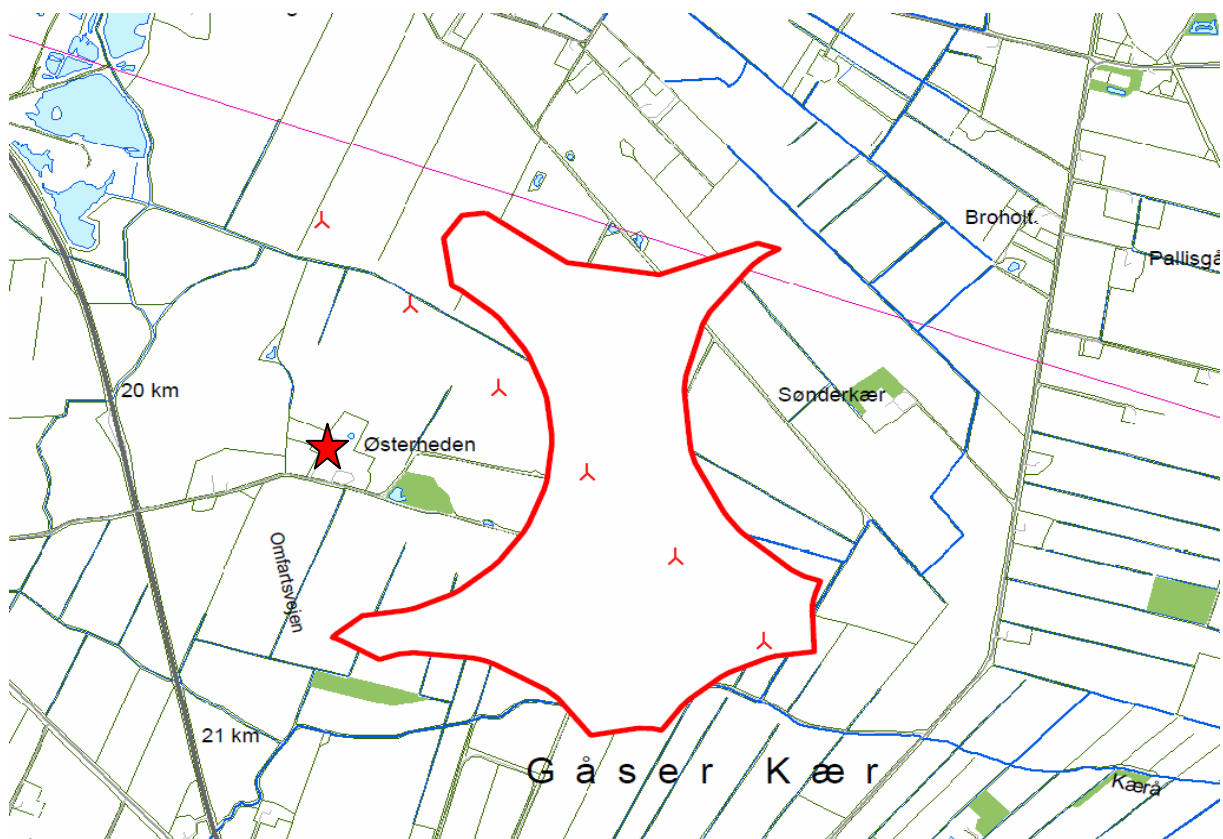 Broholt.
Pallisgå
20 km
Sønderkær
Østerheden
Omfartsvejen
21 km
Gåser Kær
Kærå